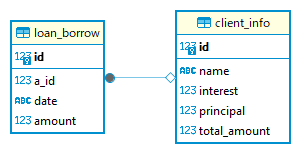 loan_borrow
123 id
123 a_id
ABC date
123 amount
client_info
123 id
ABC name
123 interest
123 principal
123 total_amount